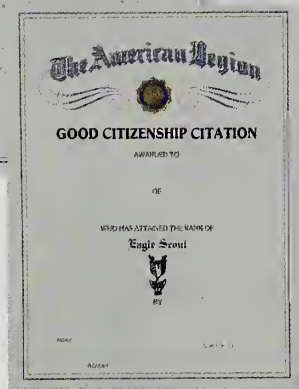 The American Legion
GOOD CITIZENSHIP CITATION
AWARDED TO
OF
WHO HAS ATTAINED THE RANK OF
Eagle Scout
BY